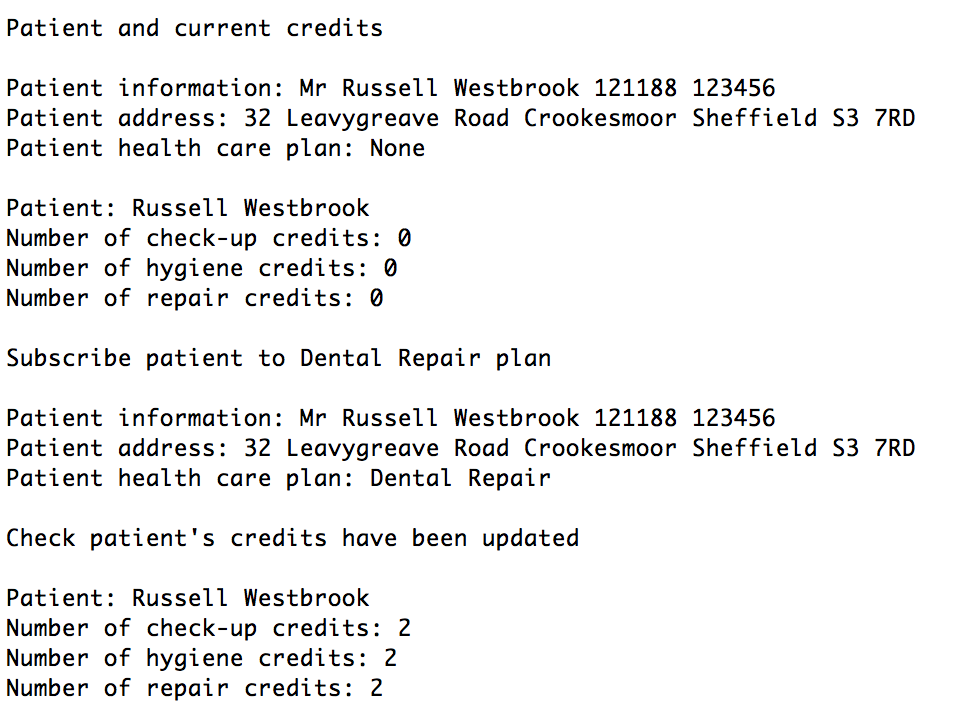 Patient and current credits
Patient information: Mr Russell Westbrook 121188 123456
Patient address: 32 Leavygreave Road Crookesmoor Sheffield S3 7RD
Patient health care plan: None
Patient: Russell Westbrook
Number of check-up credits: 0
Number of hygiene credits: 0
Number of repair credits: 0
Subscribe patient to Dental Repair plan
Patient information: Mr Russell Westbrook 121188 123456
Patient address: 32 Leavygreave Road Crookesmoor Sheffield S3 7RD
Patient health care plan: Dental Repair
Check patient's credits have been updated
Patient: Russell Westbrook
Number of check-up credits: 2
Number of hygiene credits: 2
Number of repair credits: 2